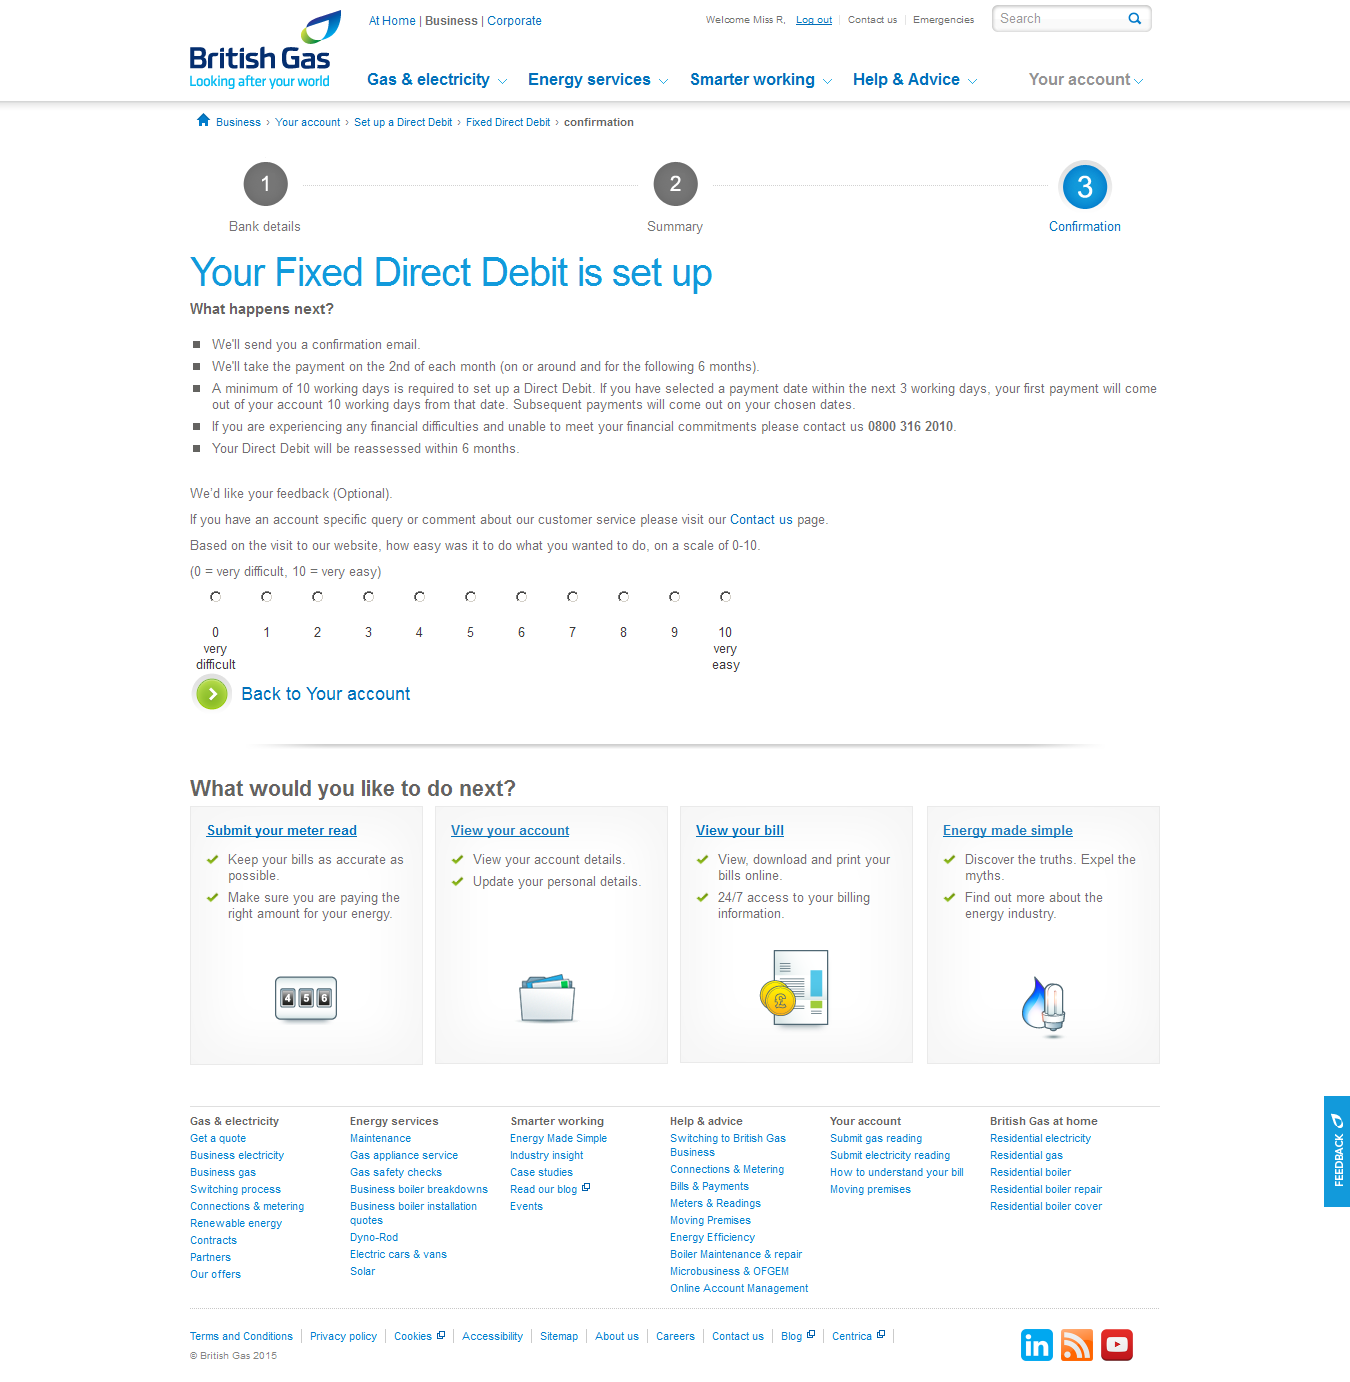 At Home | Business | Corporate
Welcome Miss R, Log out Contact us Emergencies Search
British Gas
Looking after your world
Gas & electricity Energy services Smarter working Help & Advice Your account
Business › Your account › Set up a Direct Debit › Fixed Direct Debit › confirmation
1 2 3
Bank details Summary Confirmation
Your Fixed Direct Debit is set up
What happens next?
We'll send you a confirmation email.
We'll take the payment on the 2nd of each month (on or around and for the following 6 months).
A minimum of 10 working days is required to set up a Direct Debit. If you have selected a payment date within the next 3 working days, your first payment will come
out of your account 10 working days from that date. Subsequent payments will come out on your chosen dates.
If you are experiencing any financial difficulties and unable to meet your financial commitments please contact us 0800 316 2010.
Your Direct Debit will be reassessed within 6 months.
We'd like your feedback (Optional).
If you have an account specific query or comment about our customer service please visit our Contact us page.
Based on the visit to our website, how easy was it to do what you wanted to do, on a scale of 0-10.
(0 = very difficult, 10 = very easy)
0 1 2 3 4 5 6 7 8 9 10
very very
difficult easy
Back to Your account
What would you like to do next?
Submit your meter read
Keep your bills as accurate as
possible.
Make sure you are paying the
right amount for your energy.
4 5 6
View your account
View your account details.
Update your personal details.
View your bill
View, download and print your
bills online.
24/7 access to your billing
information.
£
Energy made simple
Discover the truths. Expel the
myths.
Find out more about the
energy industry.
FEEDBACK
Gas & electricity
Get a quote
Business electricity
Business gas
Switching process
Connections & metering
Renewable energy
Contracts
Partners
Our offers
Energy services
Maintenance
Gas appliance service
Gas safety checks
Business boiler breakdowns
Business boiler installation
quotes
Dyno-Rod
Electric cars & vans
Solar
Smarter working
Energy Made Simple
Industry insight
Case studies
Read our blog
Events
Help & advice
Switching to British Gas
Business
Connections & Metering
Bills & Payments
Meters & Readings
Moving Premises
Energy Efficiency
Boiler Maintenance & repair
Microbusiness & OFGEM
Online Account Management
Your account
Submit gas reading
Submit electricity reading
How to understand your bill
Moving premises
British Gas at home
Residential electricity
Residential gas
Residential boiler
Residential boiler repair
Residential boiler cover
Terms and Conditions Privacy policy Cookies Accessibility Sitemap About us Careers Contact us Blog Centrica
in
© British Gas 2015